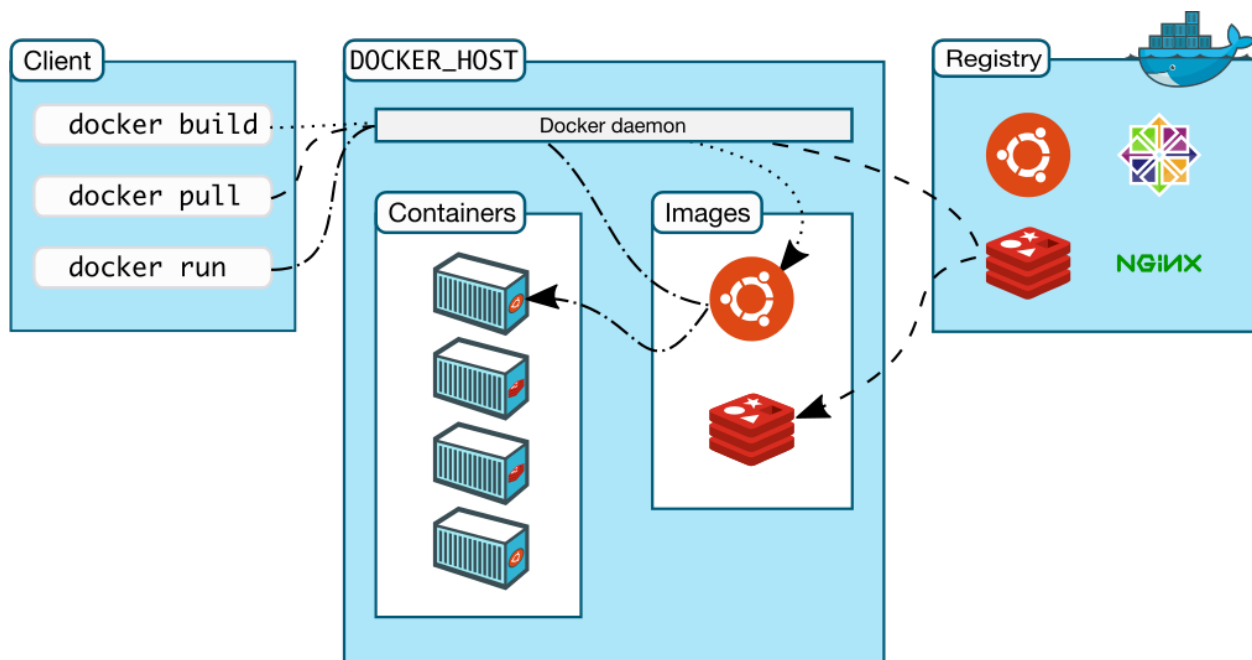 Client
docker build
docker pull
docker run
DOCKER_HOST
Docker daemon
Containers
Images
Registry
NGiNX